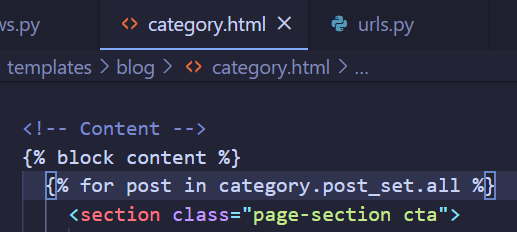 ws.py
category.html
urls.py
templates > blog > category.html > ...
<!-- Content -->
{% block content %}
{% for post in category.post_set.all %}
<section class="page-section cta">